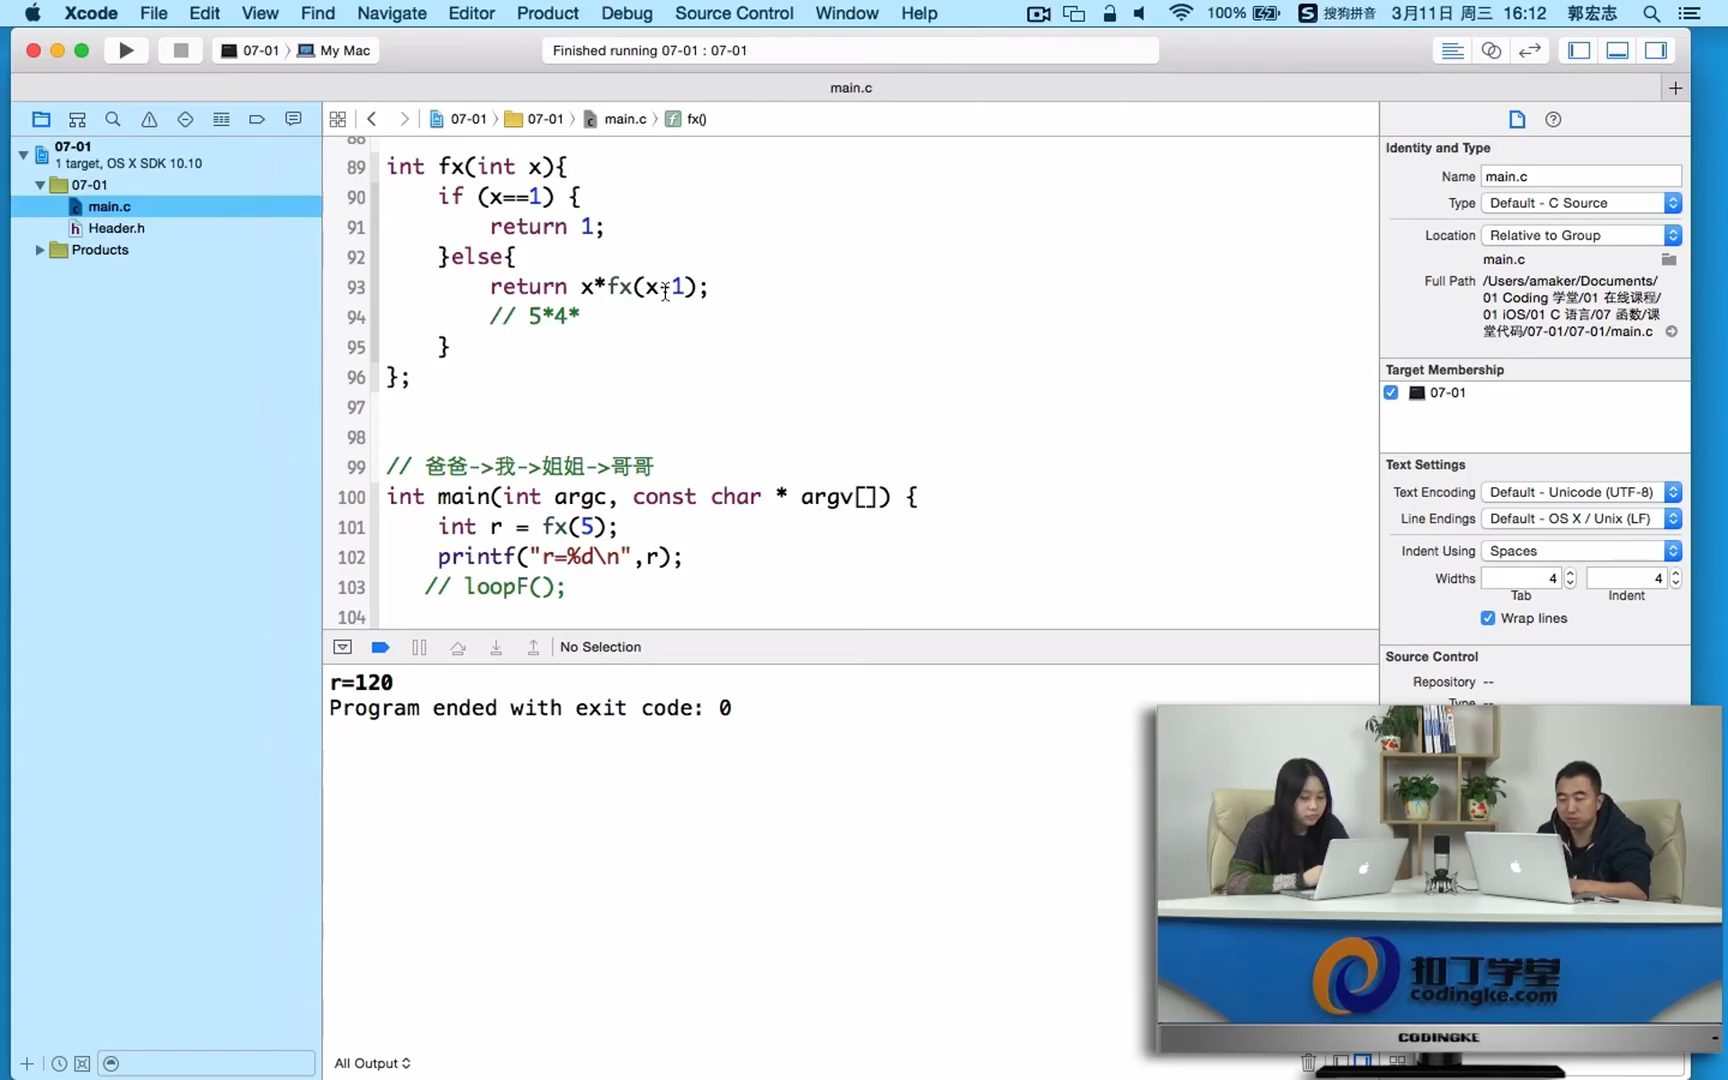 Xcode File Edit View Find Navigate Editor Product Debug Source Control Window Help 100% 搜狗拼音 3月11日 周三 16:12 郭宏志
07-01 My Mac
Finished running 07-01 : 07-01
main.c
07-01 07-01 main.c fx()
07-01
1 target, OS X SDK 10.10
07-01
main.c
Header.h
Products
88
89 int fx(int x){
90 if (x==1) {
91 return 1;
92 }else{
93 return x*fx(x-1);
94 // 5*4*
95 }
96 };
97
98
99 // 爸爸->我->姐姐->哥哥
100 int main(int argc, const char * argv[]) {
101 int r = fx(5);
102 printf("r=%d\n",r);
103 // loopF();
104
No Selection
r=120
Program ended with exit code: 0
All Output
Identity and Type
Name main.c
Type Default - C Source
Location Relative to Group
main.c
Full Path /Users/amaker/Documents/
01 Coding 学堂/01 在线课程/
01 iOS/01 C 语言/07 函数/课
堂代码/07-01/07-01/main.c
Target Membership
07-01
Text Settings
Text Encoding Default - Unicode (UTF-8)
Line Endings Default - OS X / Unix (LF)
Indent Using Spaces
Widths 4 4
Tab Indent
Wrap lines
Source Control
Repository --
Type --
扣丁学堂
codingke.com
CODINGKE